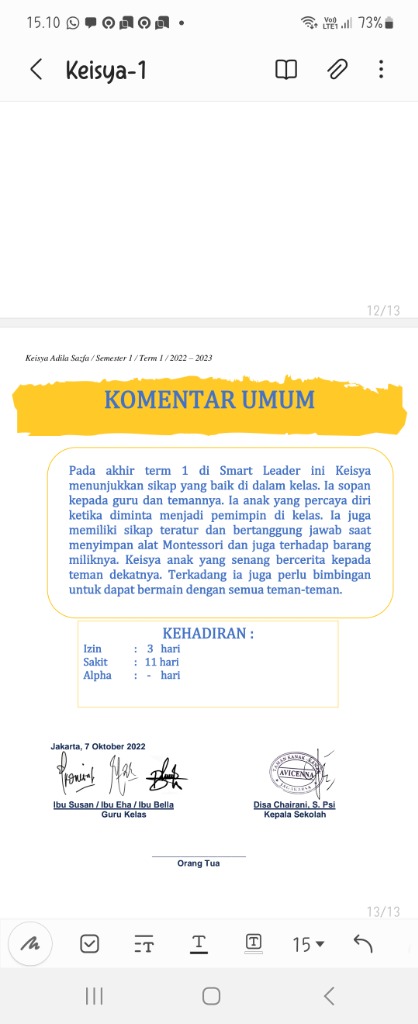 15.10
Vo))
LTE1
73%
Keisya-1
12/13
Keisya Adila Sazfa / Semester 1 / Term 1 / 2022 – 2023
KOMENTAR UMUM
Pada akhir term 1 di Smart Leader ini Keisya
menunjukkan sikap yang baik di dalam kelas. Ia sopan
kepada guru dan temannya. Ia anak yang percaya diri
ketika diminta menjadi pemimpin di kelas. Ia juga
memiliki sikap teratur dan bertanggung jawab saat
menyimpan alat Montessori dan juga terhadap barang
miliknya. Keisya anak yang senang bercerita kepada
teman dekatnya. Terkadang ia juga perlu bimbingan
untuk dapat bermain dengan semua teman-teman.
KEHADIRAN :
Izin : 3 hari
Sakit : 11 hari
Alpha : - hari
Jakarta, 7 Oktober 2022
AVICENNA
Ibu Susan / Ibu Eha / Ibu Bella
Guru Kelas
Disa Chairani, S. Psi
Kepala Sekolah
Orang Tua
13/13
T
T
T
15